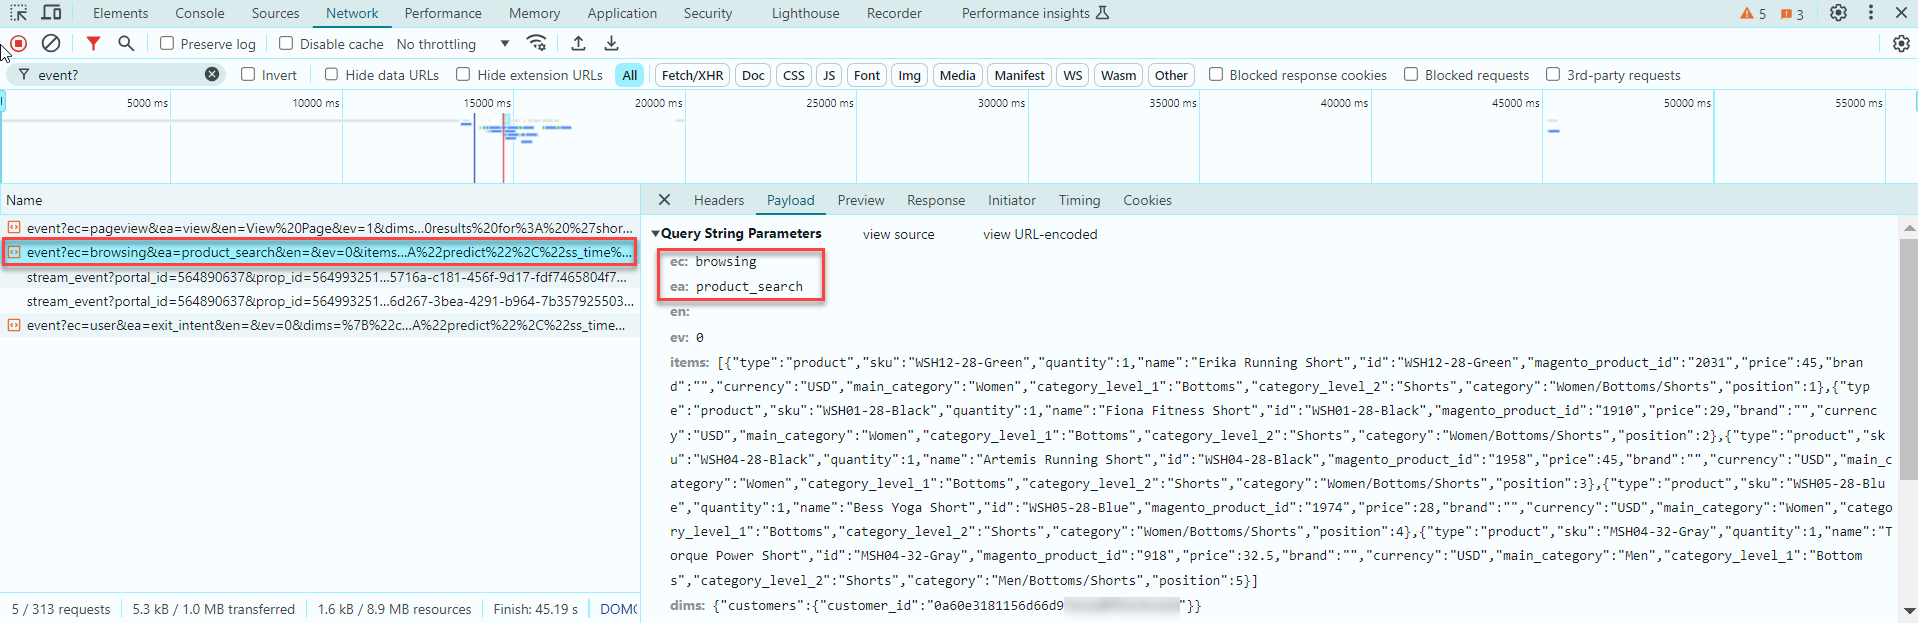 Elements Console Sources Network Performance Memory Application Security Lighthouse Recorder Performance insights 5 3
Preserve log Disable cache No throttling
event? Invert Hide data URLs Hide extension URLs All Fetch/XHR Doc CSS JS Font Img Media Manifest WS Wasm Other Blocked response cookies Blocked requests 3rd-party requests
5000 ms 10000 ms 15000 ms 20000 ms 25000 ms 30000 ms 35000 ms 40000 ms 45000 ms 50000 ms 55000 ms
Name
event?ec=pageview&ea=view&en=View%20Page&ev=1&dims...0results%20for%3A%20%27shor...
event?ec=browsing&ea=product_search&en=&ev=0&items...A%22predict%22%2C%22ss_time%...
stream_event?portal_id=564890637&prop_id=564993251...5716a-c181-456f-9d17-fdf7465804f7...
stream_event?portal_id=564890637&prop_id=564993251...6d267-3bea-4291-b964-7b357925503...
event?ec=user&ea=exit_intent&en=&ev=0&dims=%7B%22c...A%22predict%22%2C%22ss_time...
5 / 313 requests 5.3 kB / 1.0 MB transferred 1.6 kB / 8.9 MB resources Finish: 45.19 s DOMC
Headers Payload Preview Response Initiator Timing Cookies
Query String Parameters view source view URL-encoded
ec: browsing
ea: product_search
en:
ev: 0
items: [{"type":"product","sku":"WSH12-28-Green","quantity":1,"name":"Erika Running Short","id":"WSH12-28-Green","magento_product_id":"2031","price":45,"bran
d":"","currency":"USD","main_category":"Women","category_level_1":"Bottoms","category_level_2":"Shorts","category":"Women/Bottoms/Shorts","position":1},{"typ
e":"product","sku":"WSH01-28-Black","quantity":1,"name":"Fiona Fitness Short","id":"WSH01-28-Black","magento_product_id":"1910","price":29,"brand":"","currenc
y":"USD","main_category":"Women","category_level_1":"Bottoms","category_level_2":"Shorts","category":"Women/Bottoms/Shorts","position":2},{"type":"product","sk
u":"WSH04-28-Black","quantity":1,"name":"Artemis Running Short","id":"WSH04-28-Black","magento_product_id":"1958","price":45,"brand":"","currency":"USD","main_c
ategory":"Women","category_level_1":"Bottoms","category_level_2":"Shorts","category":"Women/Bottoms/Shorts","position":3},{"type":"product","sku":"WSH05-28-Blu
e","quantity":1,"name":"Bess Yoga Short","id":"WSH05-28-Blue","magento_product_id":"1974","price":28,"brand":"","currency":"USD","main_category":"Women","catego
ry_level_1":"Bottoms","category_level_2":"Shorts","category":"Women/Bottoms/Shorts","position":4},{"type":"product","sku":"MSH04-32-Gray","quantity":1,"name":"T
orque Power Short","id":"MSH04-32-Gray","magento_product_id":"918","price":32.5,"brand":"","currency":"USD","main_category":"Men","category_level_1":"Bottom
s","category_level_2":"Shorts","category":"Men/Bottoms/Shorts","position":5}]
dims: {"customers":{"customer_id":"0a60e3181156d66d9 "}}